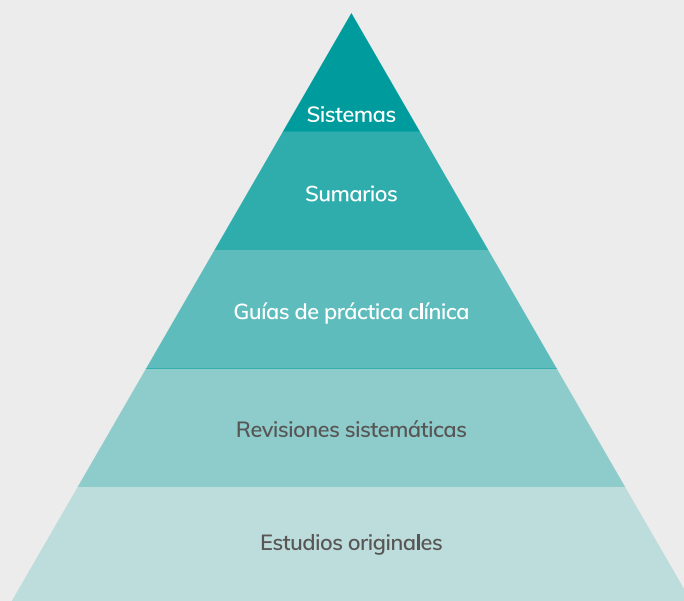 Sistemas
Sumarios
Guías de práctica clínica
Revisiones sistemáticas
Estudios originales